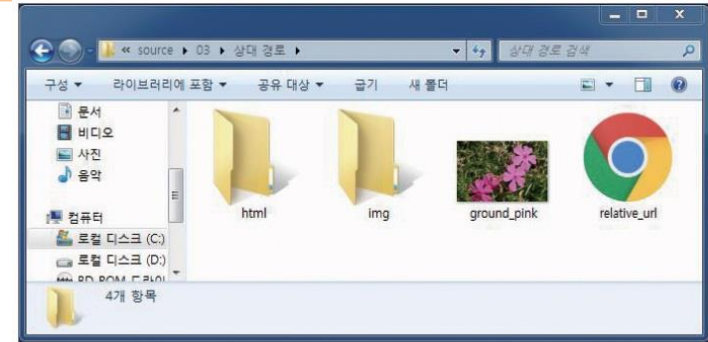 « source ▸ 03 ▸ 상대 경로 ▸
상대 경로 검색
구성 ▾ 라이브러리에 포함 ▾ 공유 대상 ▾ 굽기 새 폴더
문서
비디오
사진
음악
컴퓨터
로컬 디스크 (C:)
로컬 디스크 (D:)
html
img
ground_pink
relative_url
4개 항목